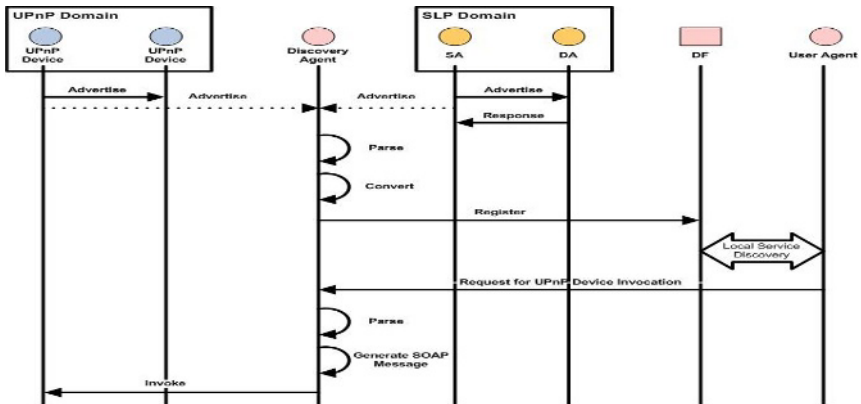 UPnP Domain
SLP Domain
UPnP
Device
UPnP
Device
Discovery
Agent
SA
DA
DF
User Agent
Advertise
Advertise
Advertise
Advertise
Response
Parse
Convert
Register
Local Service
Discovery
Request for UPnP Device Invocation
Parse
Generate SOAP
Message
Invoke